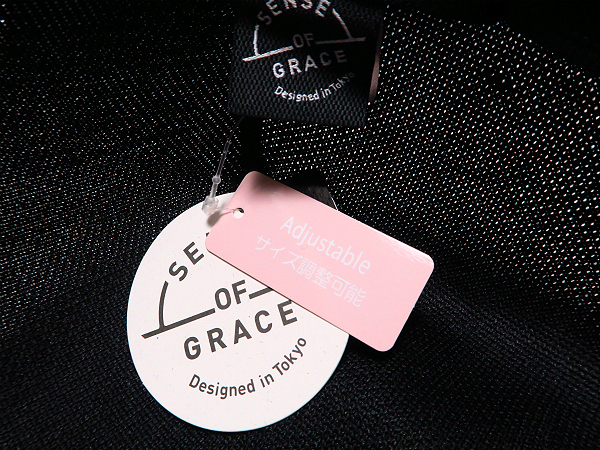 SENSE
OF
GRACE
Designed in Tokyo
Adjustable
サイズ調整可能
SENSE
OF
GRACE
Designed in Tokyo